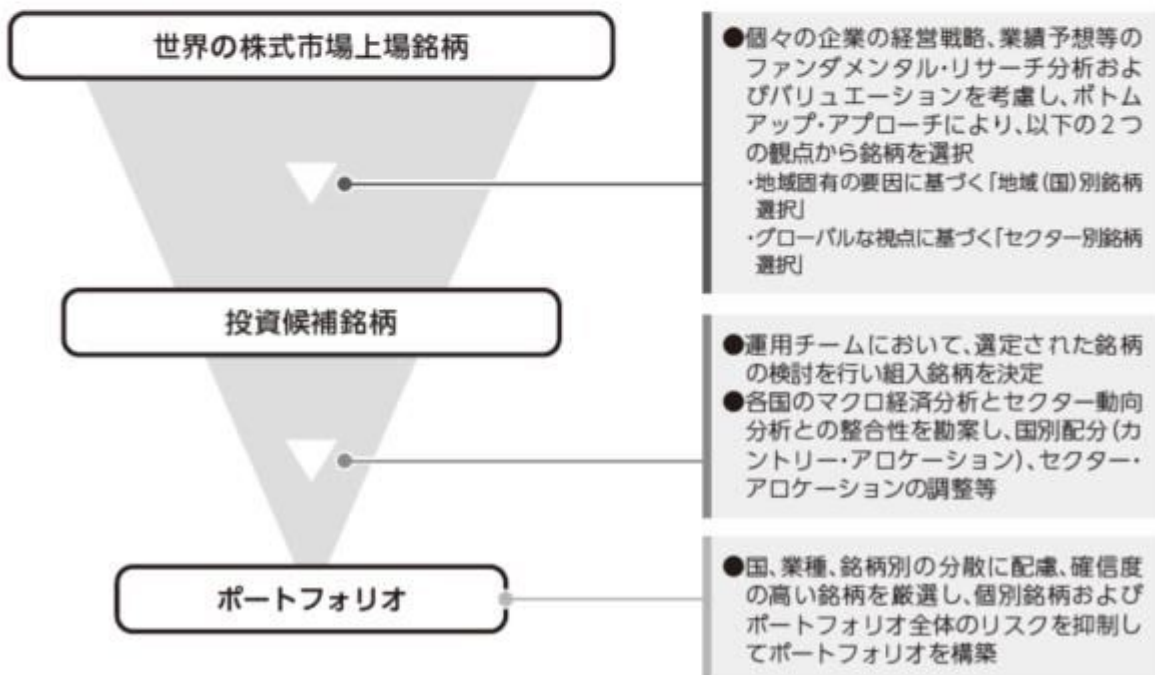 世界の株式市場上場銘柄
●個々の企業の経営戦略、業績予想等の
ファンダメンタル・リサーチ分析およ
びバリュエーションを考慮し、ボトム
アップ・アプローチにより、以下の2つ
の観点から銘柄を選択
・地域固有の要因に基づく「地域(国)別銘柄
選択」
・グローバルな視点に基づく「セクター別銘柄
選択」
投資候補銘柄
●運用チームにおいて、選定された銘柄
の検討を行い組入銘柄を決定
●各国のマクロ経済分析とセクター動向
分析との整合性を勘案し、国別配分(カ
ントリー・アロケーション)、セクター・
アロケーションの調整等
ポートフォリオ
●国、業種、銘柄別の分散に配慮、確信度
の高い銘柄を厳選し、個別銘柄および
ポートフォリオ全体のリスクを抑制し
てポートフォリオを構築